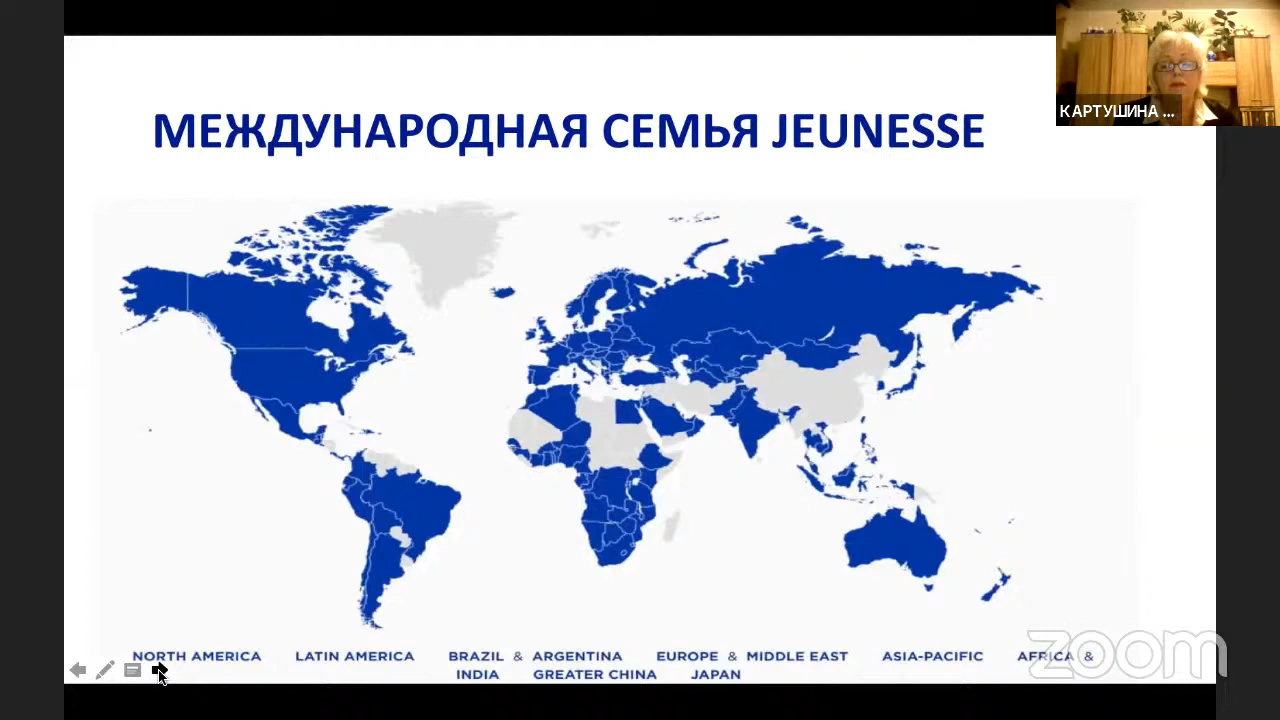 КАРТУШИНА ...
МЕЖДУНАРОДНАЯ СЕМЬЯ JEUNESSE
NORTH AMERICA LATIN AMERICA BRAZIL & ARGENTINA EUROPE & MIDDLE EAST ASIA-PACIFIC AFRICA &
INDIA GREATER CHINA JAPAN
zoom